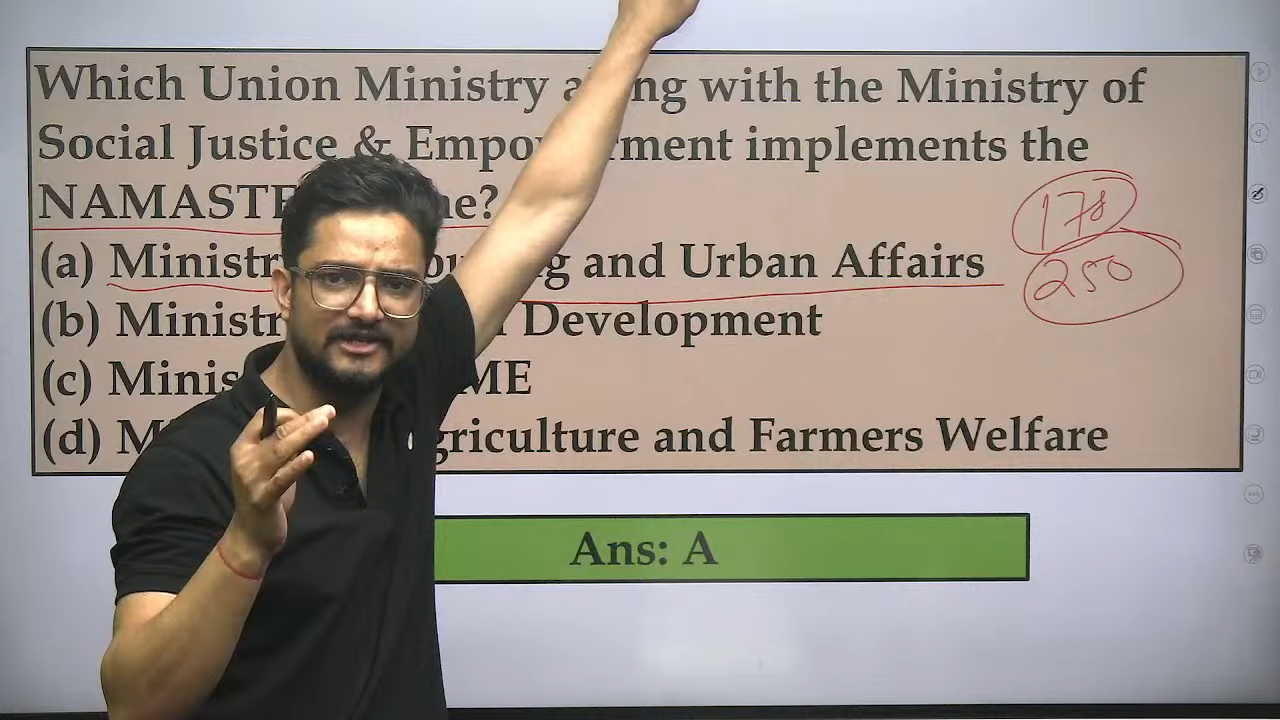 Which Union Ministry a ng with the Ministry of
Social Justice & Empo rment implements the
NAMASTE e?
(a) Ministr g and Urban Affairs
(b) Ministr Development
(c) Minis ME
(d) M griculture and Farmers Welfare
178
250
Ans: A